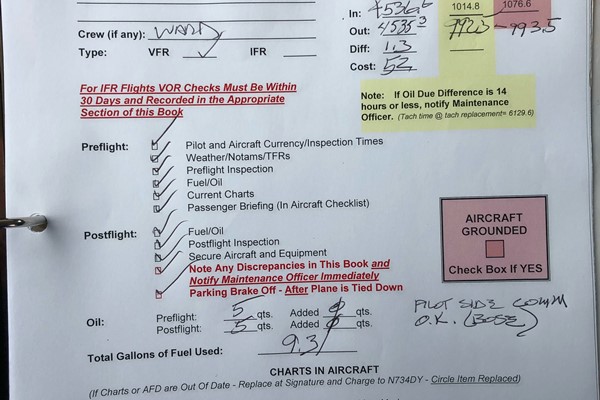 In: 4536.6 1014.8 1076.6
Out: 4535.3 992.3 - 993.5
Diff: 1.3
Cost: 52
Crew (if any): WARD
Type: VFR ✓ IFR
For IFR Flights VOR Checks Must Be Within
30 Days and Recorded in the Appropriate
Section of this Book
Note: If Oil Due Difference is 14
hours or less, notify Maintenance
Officer. (Tach time @ tach replacement= 6129.6)
Preflight: Pilot and Aircraft Currency/Inspection Times
Weather/Notams/TFRs
Preflight Inspection
Fuel/Oil
Current Charts
Passenger Briefing (In Aircraft Checklist)
Postflight: Fuel/Oil
Postflight Inspection
Secure Aircraft and Equipment
Note Any Discrepancies in This Book and
Notify Maintenance Officer Immediately
Parking Brake Off - After Plane is Tied Down
AIRCRAFT
GROUNDED
Check Box If YES
PILOT SIDE COMM
O.K. (BOSE)
Oil: Preflight: 5 qts. Added 0 qts.
Postflight: 5 qts. Added 0 qts.
Total Gallons of Fuel Used: 9.3
CHARTS IN AIRCRAFT
(If Charts or AFD are Out of Date - Replace at Signature and Charge to N734DY - Circle Item Replaced)